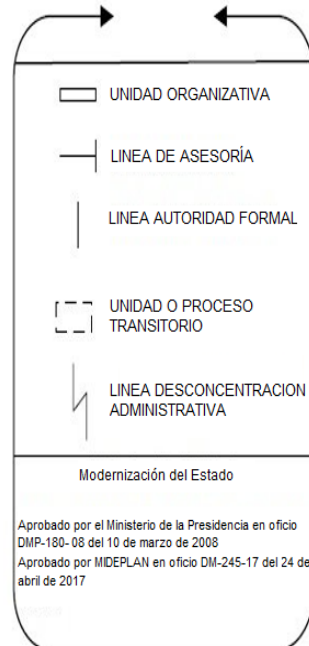 UNIDAD ORGANIZATIVA
LINEA DE ASESORÍA
LINEA AUTORIDAD FORMAL
UNIDAD O PROCESO
TRANSITORIO
LINEA DESCONCENTRACION
ADMINISTRATIVA
Modernización del Estado
Aprobado por el Ministerio de la Presidencia en oficio
DMP-180- 08 del 10 de marzo de 2008
Aprobado por MIDEPLAN en oficio DM-245-17 del 24 de
abril de 2017